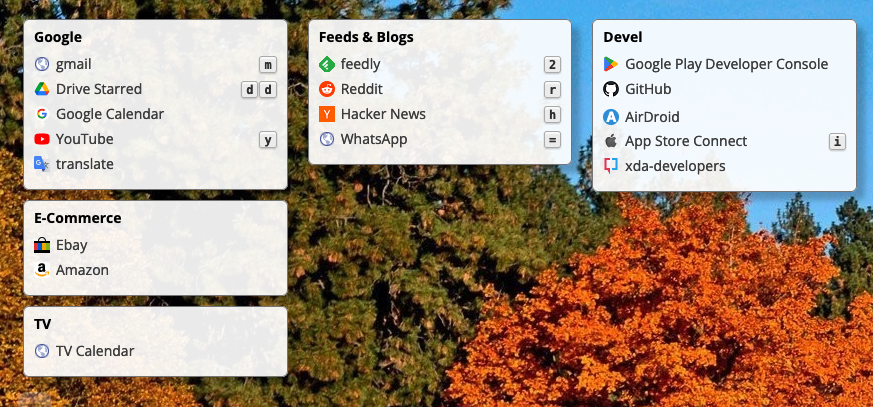 Google
gmail m
Drive Starred d d
Google Calendar
YouTube y
translate
E-Commerce
Ebay
Amazon
TV
TV Calendar
Feeds & Blogs
feedly 2
Reddit r
Hacker News h
WhatsApp =
Devel
Google Play Developer Console
GitHub
AirDroid
App Store Connect i
xda-developers